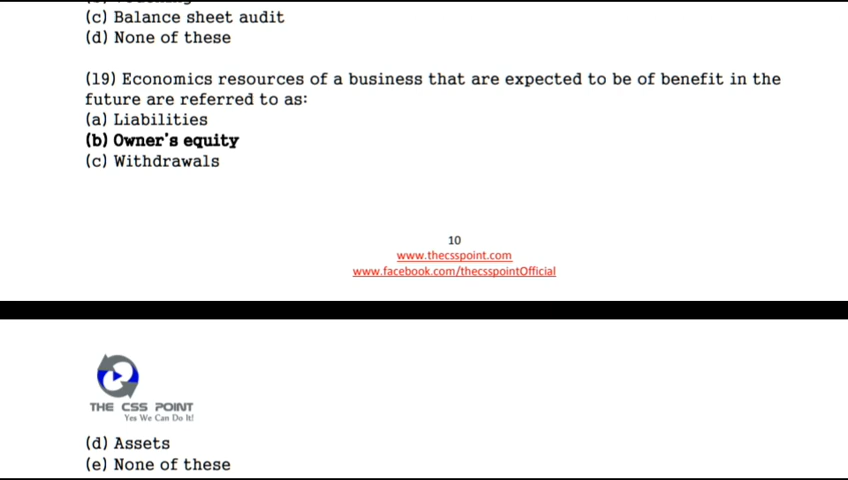 (c) Balance sheet audit
(d) None of these
(19) Economics resources of a business that are expected to be of benefit in the
future are referred to as:
(a) Liabilities
(b) Owner's equity
(c) Withdrawals
10
www.thecsspoint.com
www.facebook.com/thecsspointOfficial
THE CSS POINT
Yes We Can Do It!
(d) Assets
(e) None of these